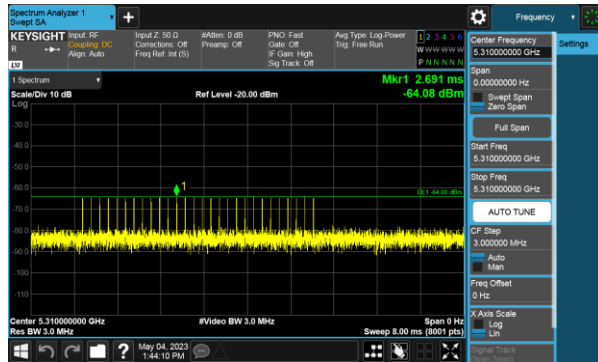 Spectrum Analyzer 1
Swept SA
+
Frequency
KEYSIGHT
Input: RF
Input Z: 50 Ω
#Atten: 0 dB
PNO: Fast
Avg Type: Log-Power
1 2 3 4 5 6
R
Coupling: DC
Corrections: Off
Preamp: Off
Gate: Off
Trig: Free Run
W W W W W W
Align: Auto
Freq Ref: Int (S)
IF Gain: High
P N N N N N
Sig Track: Off
LXI
1 Spectrum
Mkr1 2.691 ms
Scale/Div 10 dB
Ref Level -20.00 dBm
-64.08 dBm
Log
-30.0
-40.0
-50.0
-60.0
1
DL1 -64.00 dBm
-70.0
-80.0
-90.0
-100
-110
Center 5.310000000 GHz
#Video BW 3.0 MHz
Span 0 Hz
Res BW 3.0 MHz
Sweep 8.00 ms (8001 pts)
?
May 04, 2023
1:44:10 PM
Center Frequency
5.310000000 GHz
Span
0.00000000 Hz
Swept Span
Zero Span
Full Span
Start Freq
5.310000000 GHz
Stop Freq
5.310000000 GHz
AUTO TUNE
CF Step
3.000000 MHz
Auto
Man
Freq Offset
0 Hz
X Axis Scale
Log
Lin
Signal Track
(Span Zoom)
Settings